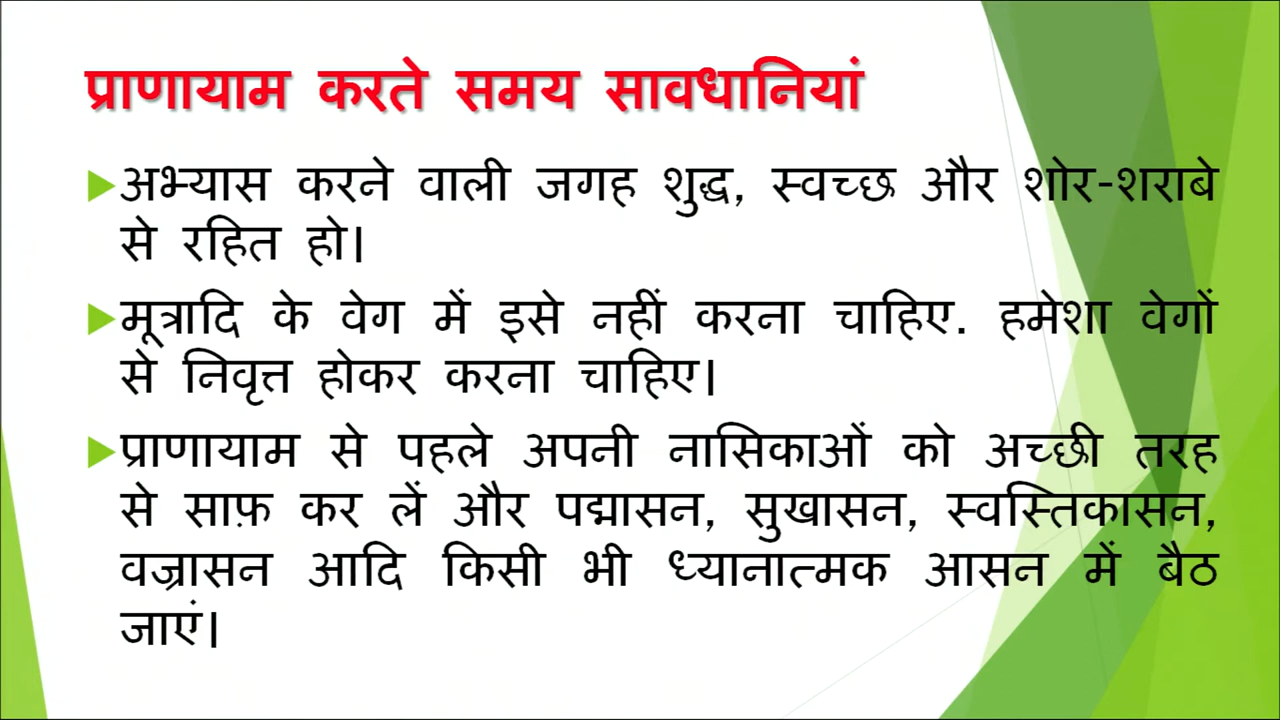 प्राणायाम करते समय सावधानियां
अभ्यास करने वाली जगह शुद्ध, स्वच्छ और शोर-शराबे
से रहित हो।
मूत्रादि के वेग में इसे नहीं करना चाहिए. हमेशा वेगों
से निवृत्त होकर करना चाहिए।
प्राणायाम से पहले अपनी नासिकाओं को अच्छी तरह
से साफ़ कर लें और पद्मासन, सुखासन, स्वस्तिकासन,
वज्रासन आदि किसी भी ध्यानात्मक आसन में बैठ
जाएं।